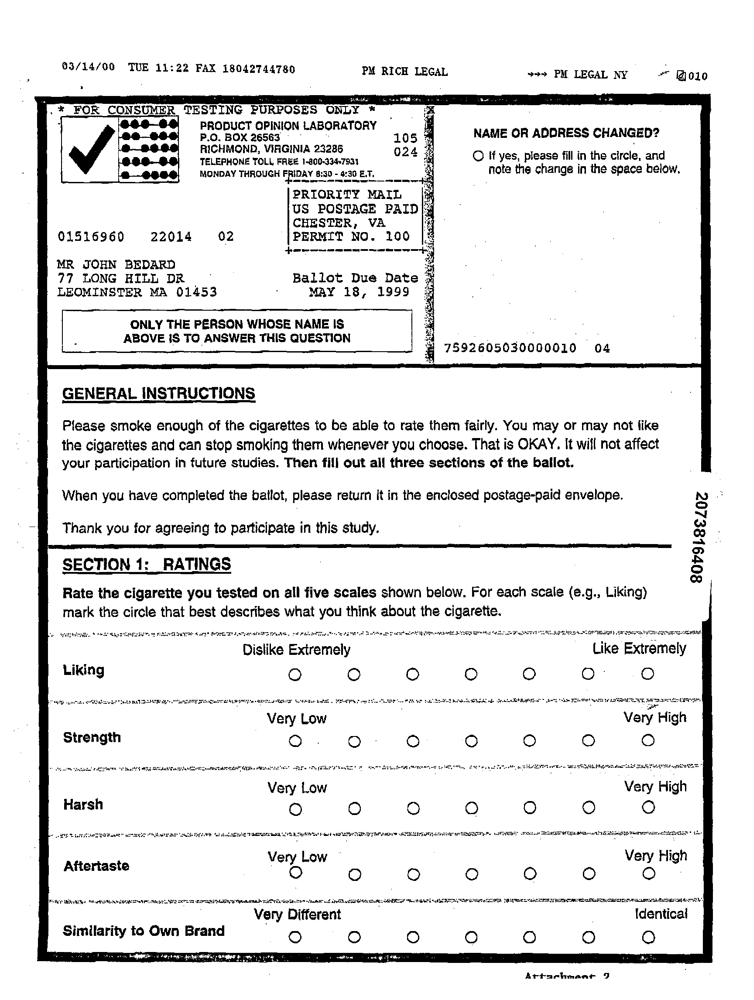 03/14/00 TUE 11:22 FAX 18042744780 PM RICH LEGAL →→→ PM LEGAL NY 010
* FOR CONSUMER TESTING PURPOSES ONLY *
PRODUCT OPINION LABORATORY
P.O. BOX 26563 105
RICHMOND, VIRGINIA 23286 024
TELEPHONE TOLL FREE 1-800-334-7931
MONDAY THROUGH FRIDAY 8:30 - 4:30 E.T.
PRIORITY MAIL
US POSTAGE PAID
CHESTER, VA
PERMIT NO. 100
01516960 22014 02
MR JOHN BEDARD
77 LONG HILL DR
LEOMINSTER MA 01453
Ballot Due Date
MAY 18, 1999
ONLY THE PERSON WHOSE NAME IS
ABOVE IS TO ANSWER THIS QUESTION
NAME OR ADDRESS CHANGED?
O If yes, please fill in the circle, and
note the change in the space below.
7592605030000010 04
GENERAL INSTRUCTIONS
Please smoke enough of the cigarettes to be able to rate them fairly. You may or may not like
the cigarettes and can stop smoking them whenever you choose. That is OKAY. It will not affect
your participation in future studies. Then fill out all three sections of the ballot.
When you have completed the ballot, please return it in the enclosed postage-paid envelope.
Thank you for agreeing to participate in this study.
2073816408
SECTION 1: RATINGS
Rate the cigarette you tested on all five scales shown below. For each scale (e.g., Liking)
mark the circle that best describes what you think about the cigarette.
Dislike Extremely Like Extremely
Liking
Very Low Very High
Strength
Very Low Very High
Harsh
Very Low Very High
Aftertaste
Very Different Identical
Similarity to Own Brand
Attachment 2